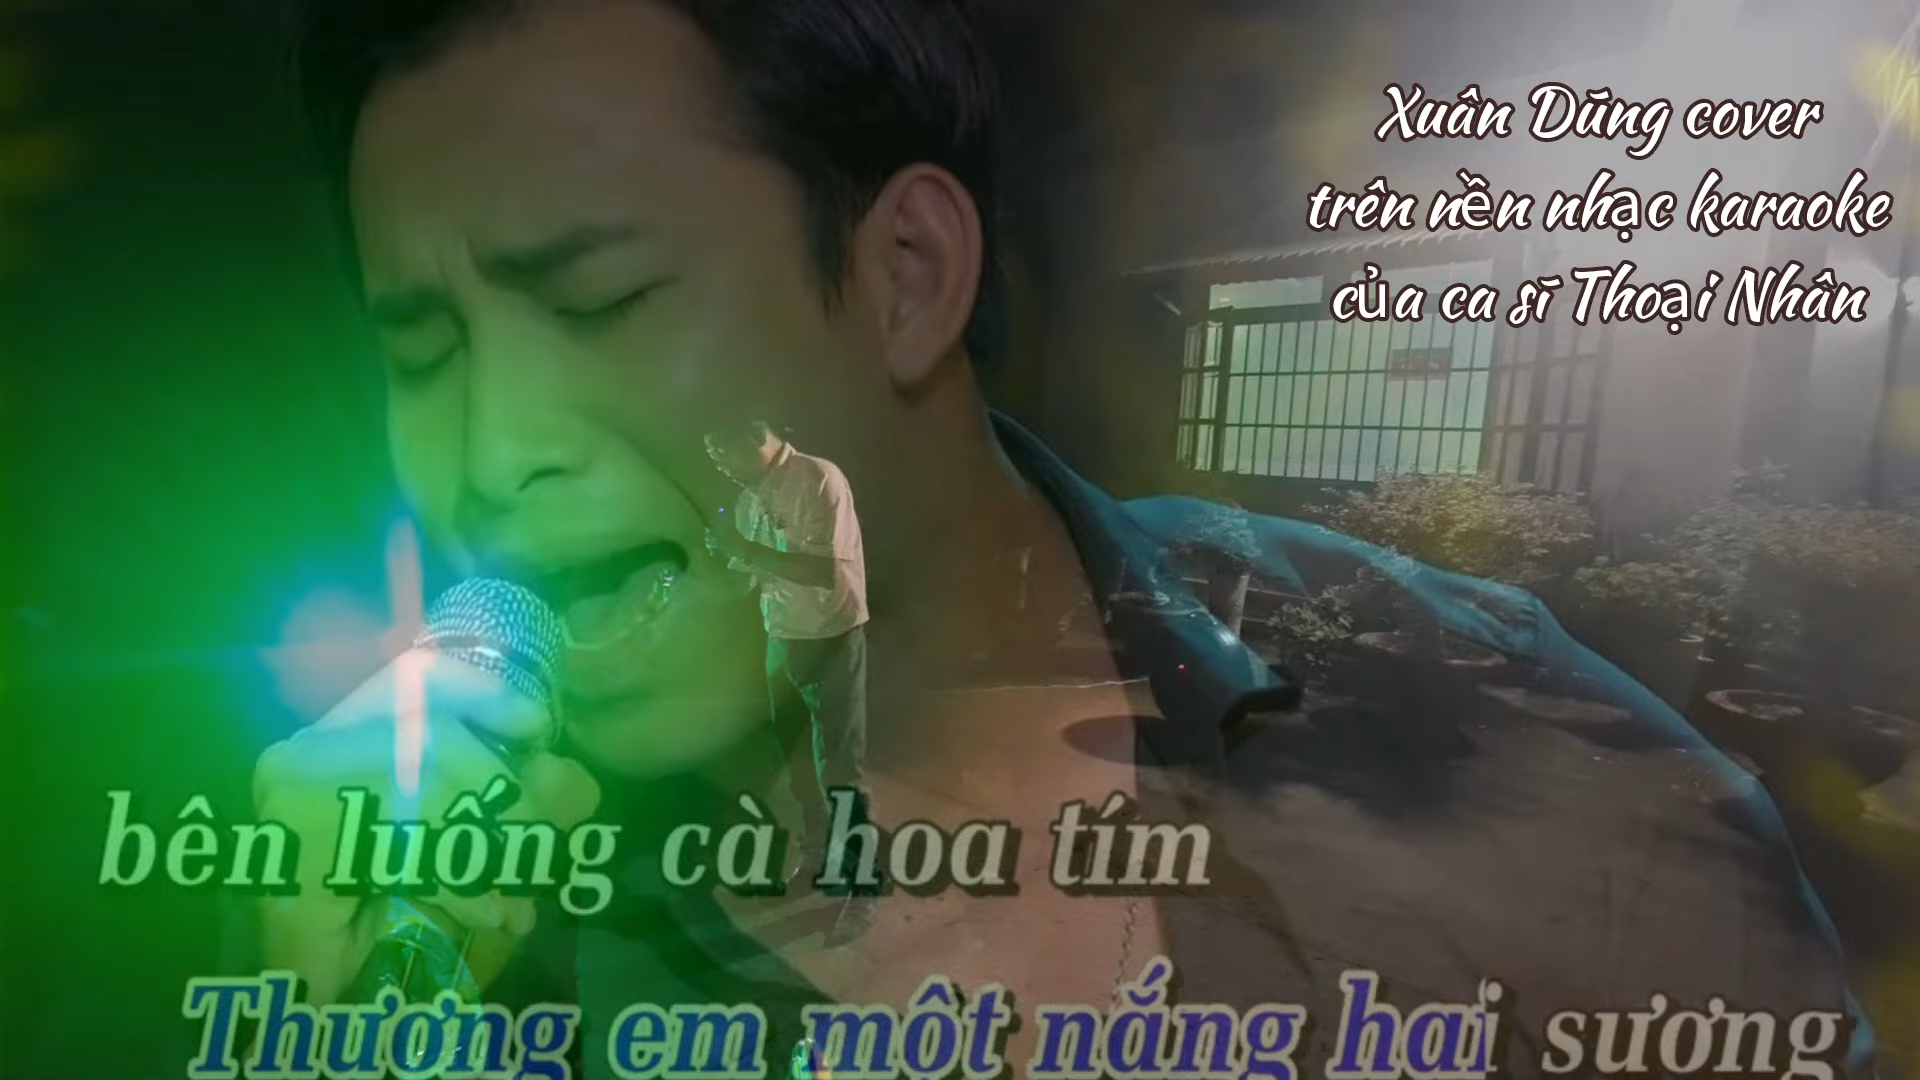 Xuân Dũng cover
trên nền nhạc karaoke
của ca sĩ Thoại Nhân
bên luống cà hoa tím
Thương em một nắng hai sương